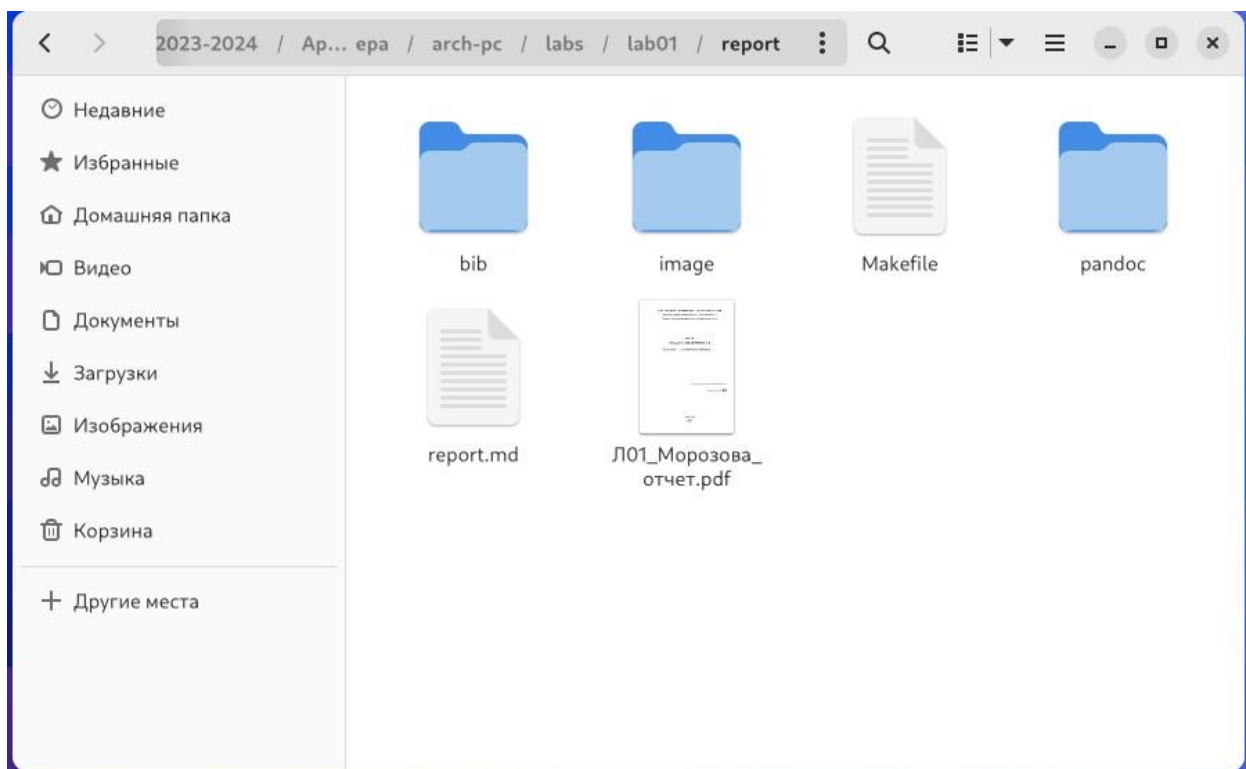 2023-2024 / Ap... ера / arch-pc / labs / lab01 / report
Недавние
Избранные
Домашняя папка
Видео
Документы
Загрузки
Изображения
Музыка
Корзина
Другие места
bib
image
Makefile
pandoc
report.md
Л01_Морозова_
отчет.pdf